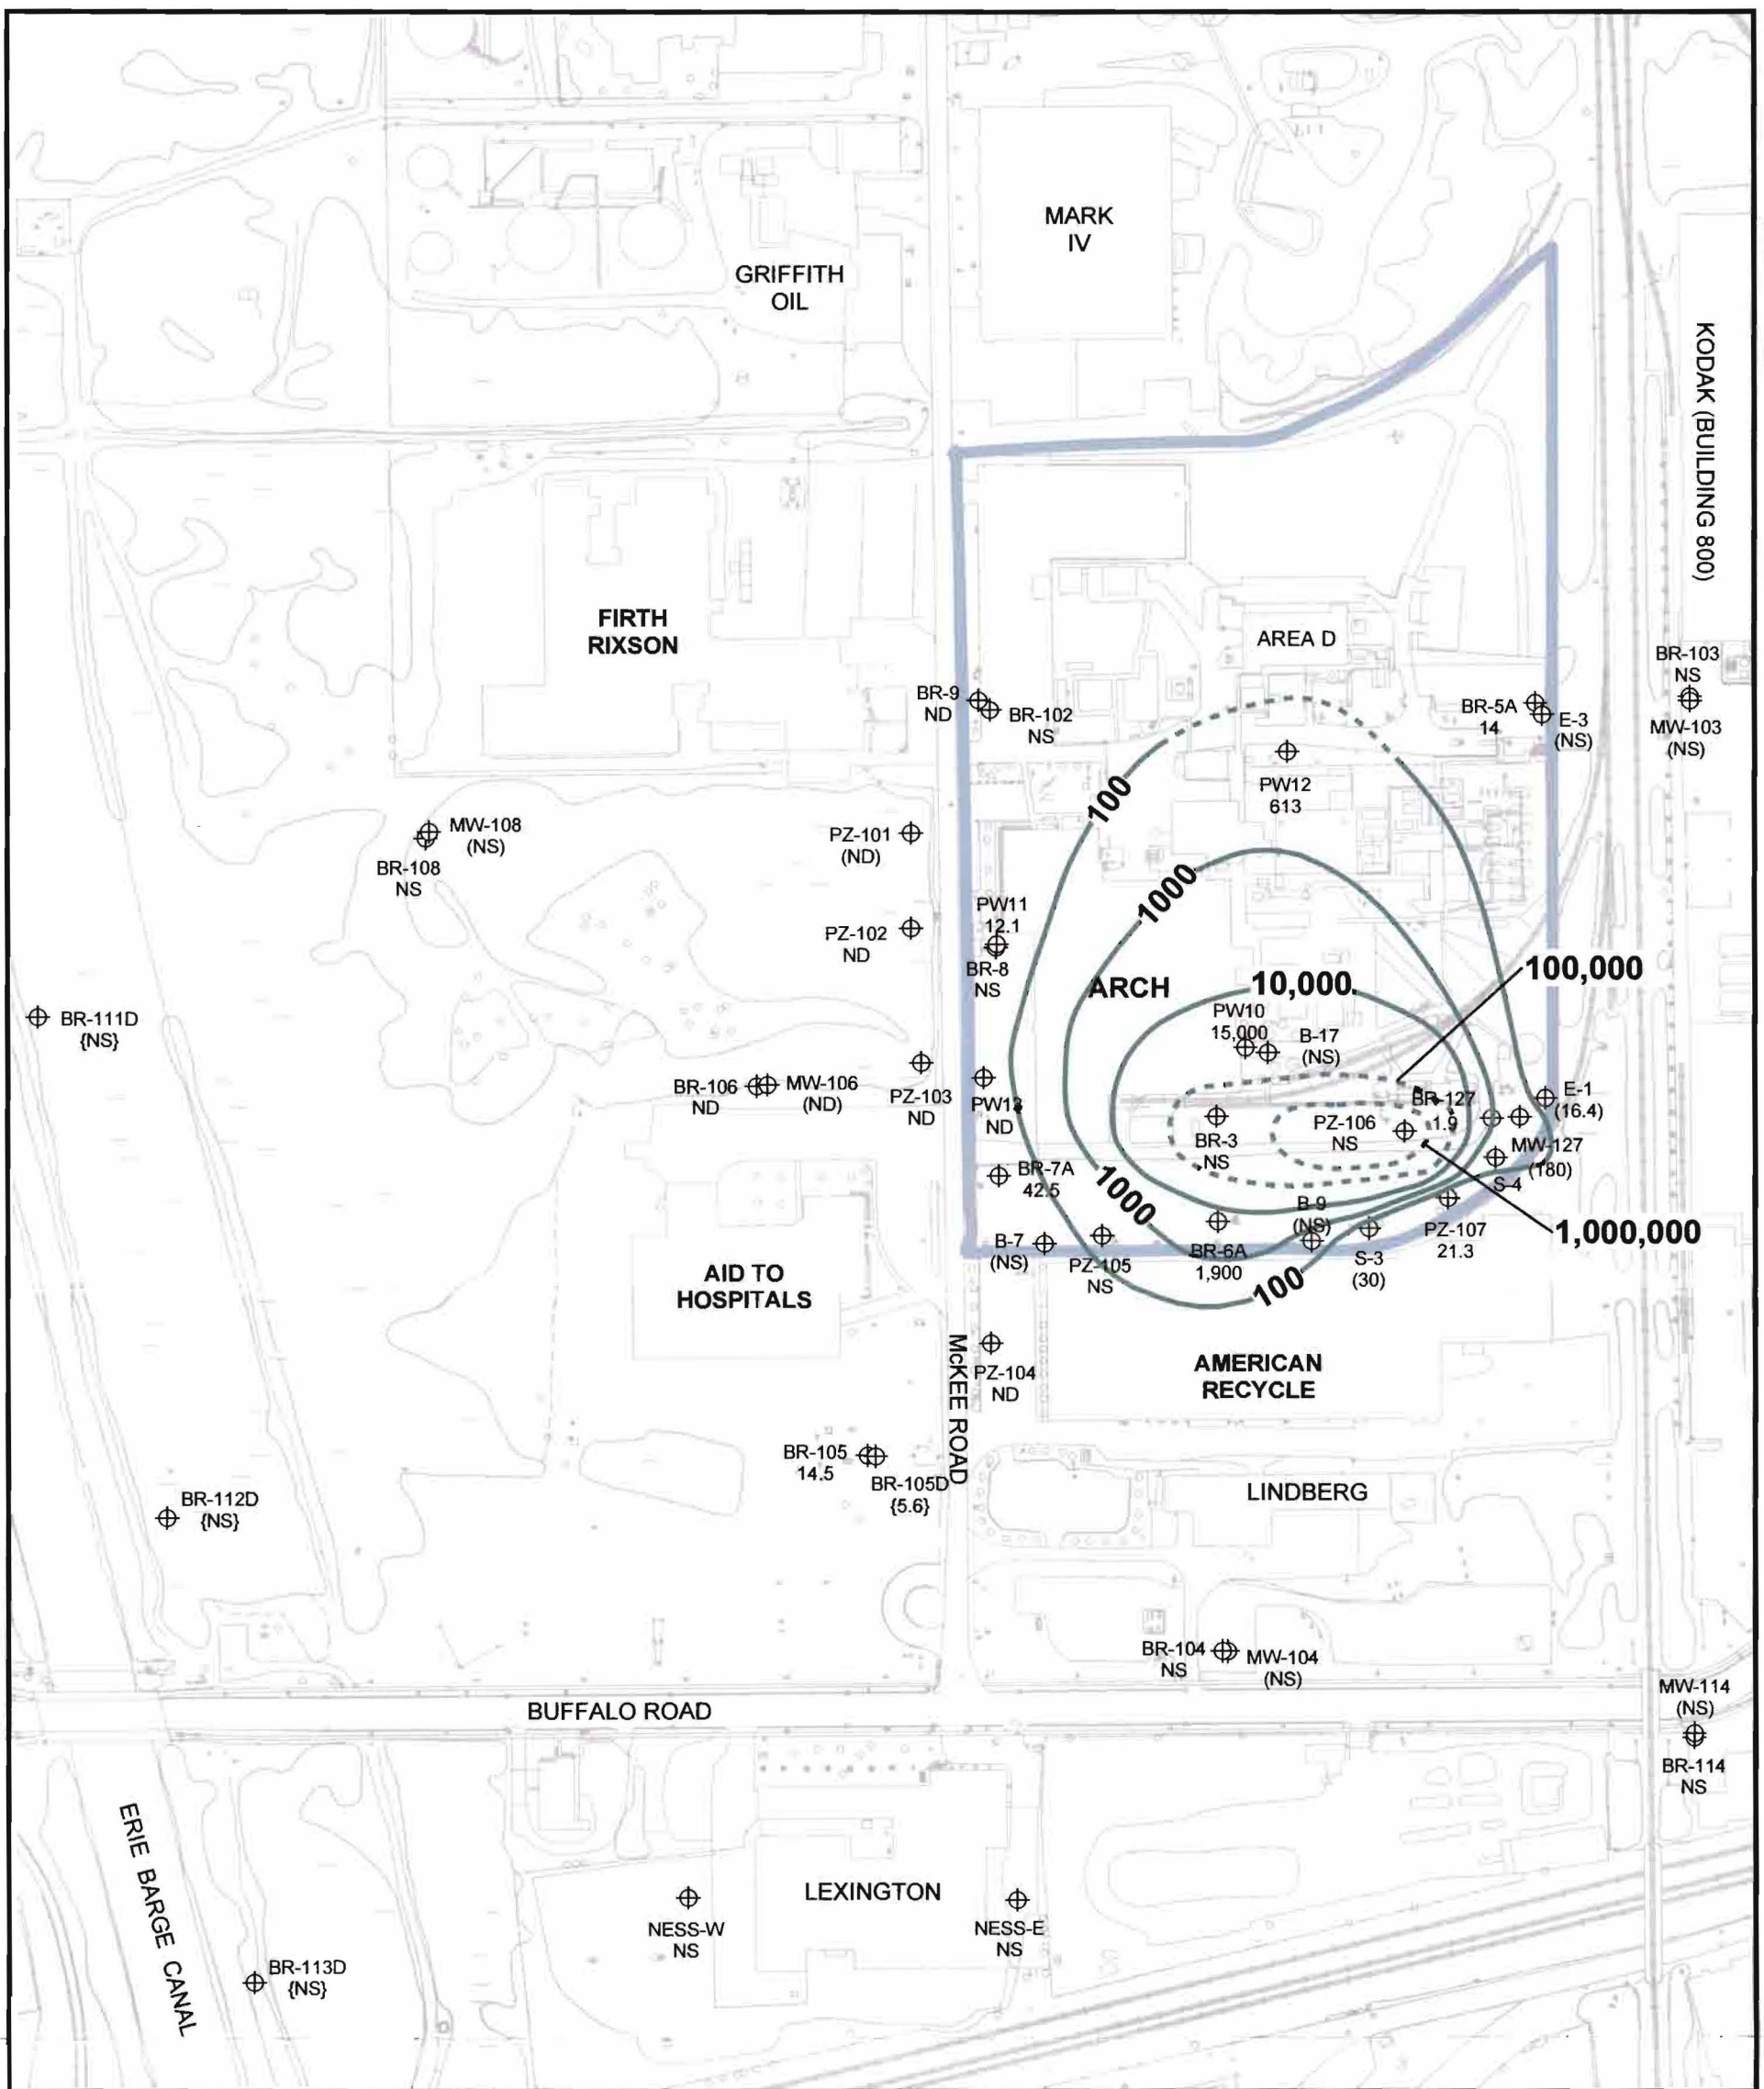 MARK
IV
GRIFFITH
OIL
KODAK (BUILDING 800)
FIRTH
RIXSON
AREA D
BR-103
NS
MW-103
(NS)
BR-9
ND
BR-102
NS
BR-5A
14
E-3
(NS)
PW12
613
100
MW-108
(NS)
BR-108
NS
PZ-101
(ND)
1000
PW11
12.1
BR-8
NS
PZ-102
ND
100,000
ARCH
10,000
PW10
15,000
B-17
(NS)
BR-111D
{NS}
BR-106
ND
MW-106
(ND)
PZ-103
ND
PW13
ND
BR-127
1.9
E-1
(16.4)
BR-3
NS
PZ-106
NS
MW-127
(180)
S-4
BR-7A
42.5
1000
B-9
(NS)
PZ-107
21.3
1,000,000
B-7
(NS)
PZ-105
NS
BR-6A
1,900
S-3
(30)
100
AID TO
HOSPITALS
McKEE ROAD
PZ-104
ND
AMERICAN
RECYCLE
BR-105
14.5
BR-105D
{5.6}
LINDBERG
BR-112D
{NS}
BR-104
NS
MW-104
(NS)
MW-114
(NS)
BR-114
NS
BUFFALO ROAD
ERIE BARGE CANAL
LEXINGTON
NESS-W
NS
NESS-E
NS
BR-113D
{NS}